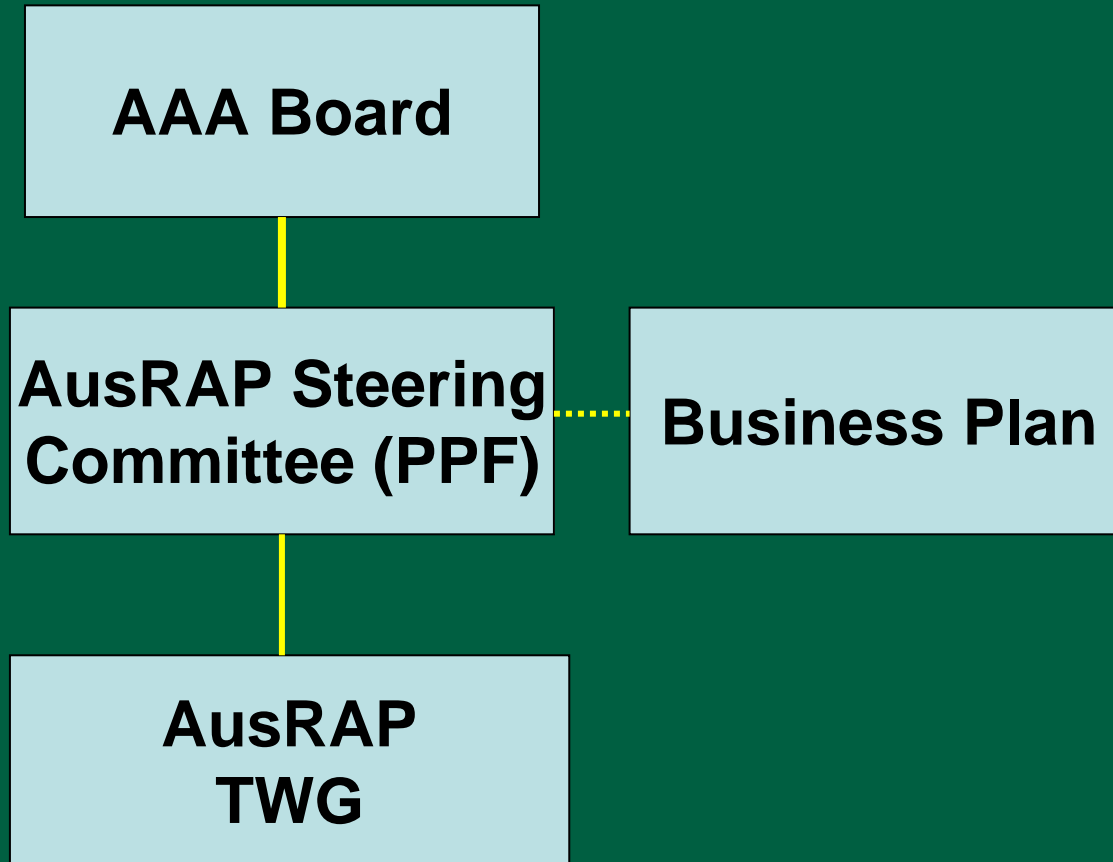 AAA Board
AusRAP Steering
Committee (PPF)
Business Plan
AusRAP
TWG